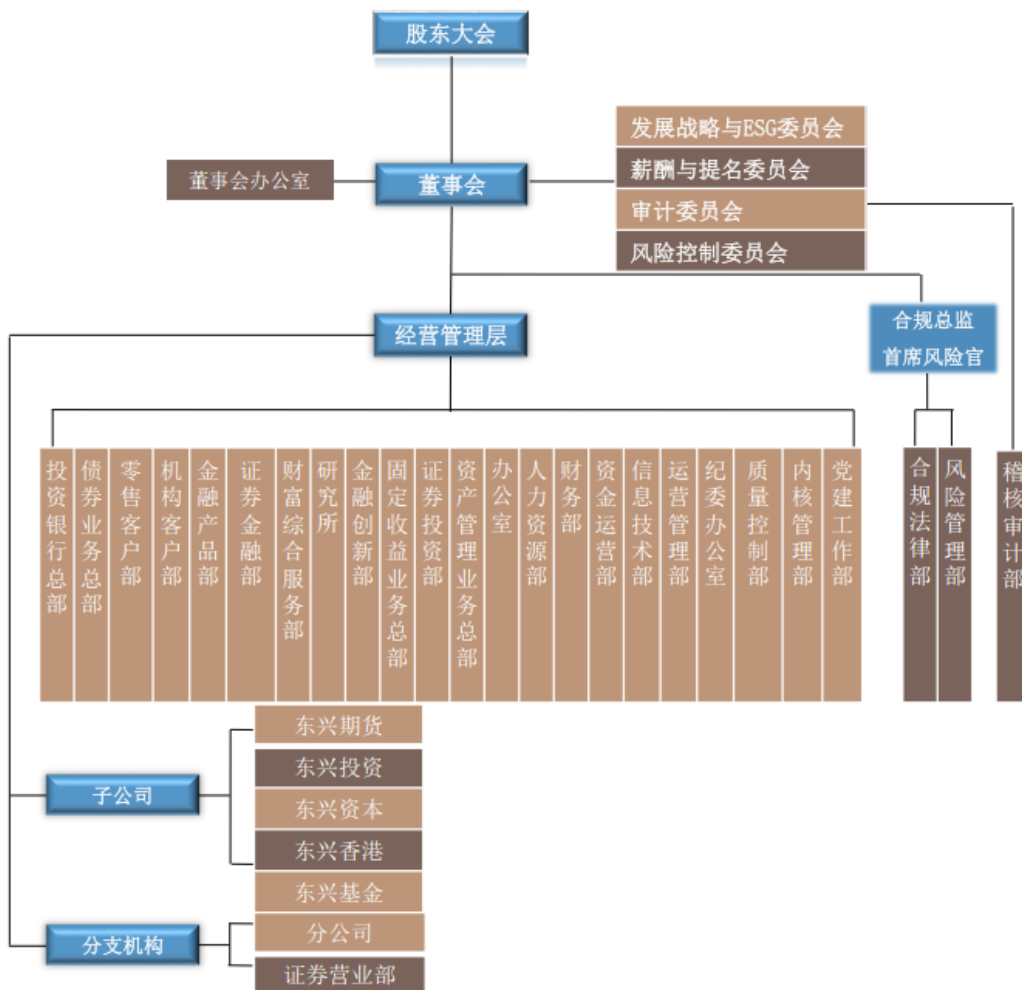 股东大会
发展战略与ESG委员会
董事会办公室
董事会
薪酬与提名委员会
审计委员会
风险控制委员会
经营管理层
合规总监
首席风险官
投资银行总部
债券业务总部
零售客户部
机构客户部
金融产品部
证券金融部
财富综合服务部
研究所
金融创新部
固定收益业务总部
证券投资部
资产管理业务总部
办公室
人力资源部
财务部
资金运营部
信息技术部
运营管理部
纪委办公室
质量控制部
内核管理部
党建工作部
合规法律部
风险管理部
稽核审计部
子公司
东兴期货
东兴投资
东兴资本
东兴香港
东兴基金
分支机构
分公司
证券营业部